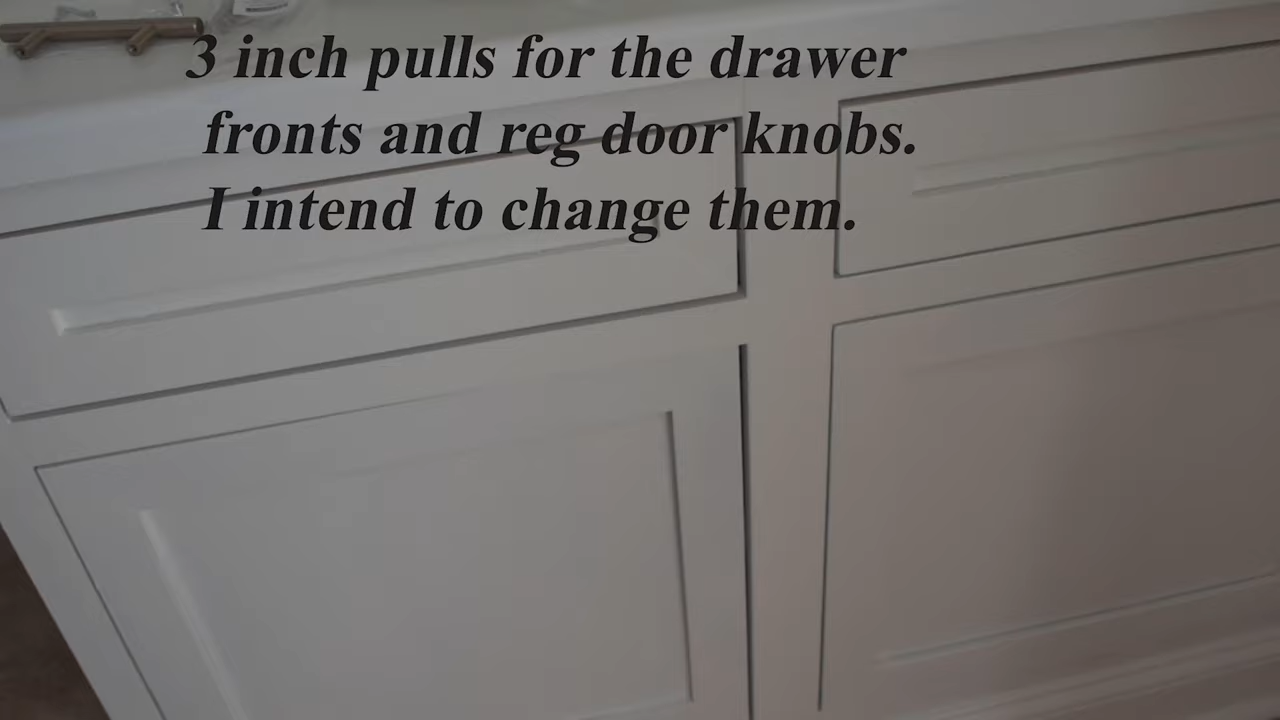 3 inch pulls for the drawer
fronts and reg door knobs.
I intend to change them.